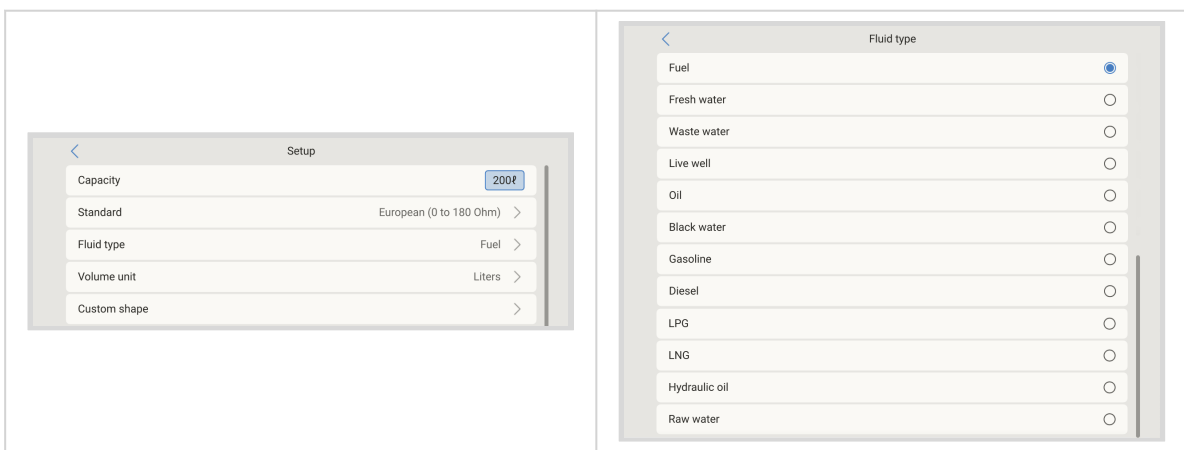 Setup
Capacity 200ℓ
Standard European (0 to 180 Ohm)
Fluid type Fuel
Volume unit Liters
Custom shape
Fluid type
Fuel
Fresh water
Waste water
Live well
Oil
Black water
Gasoline
Diesel
LPG
LNG
Hydraulic oil
Raw water